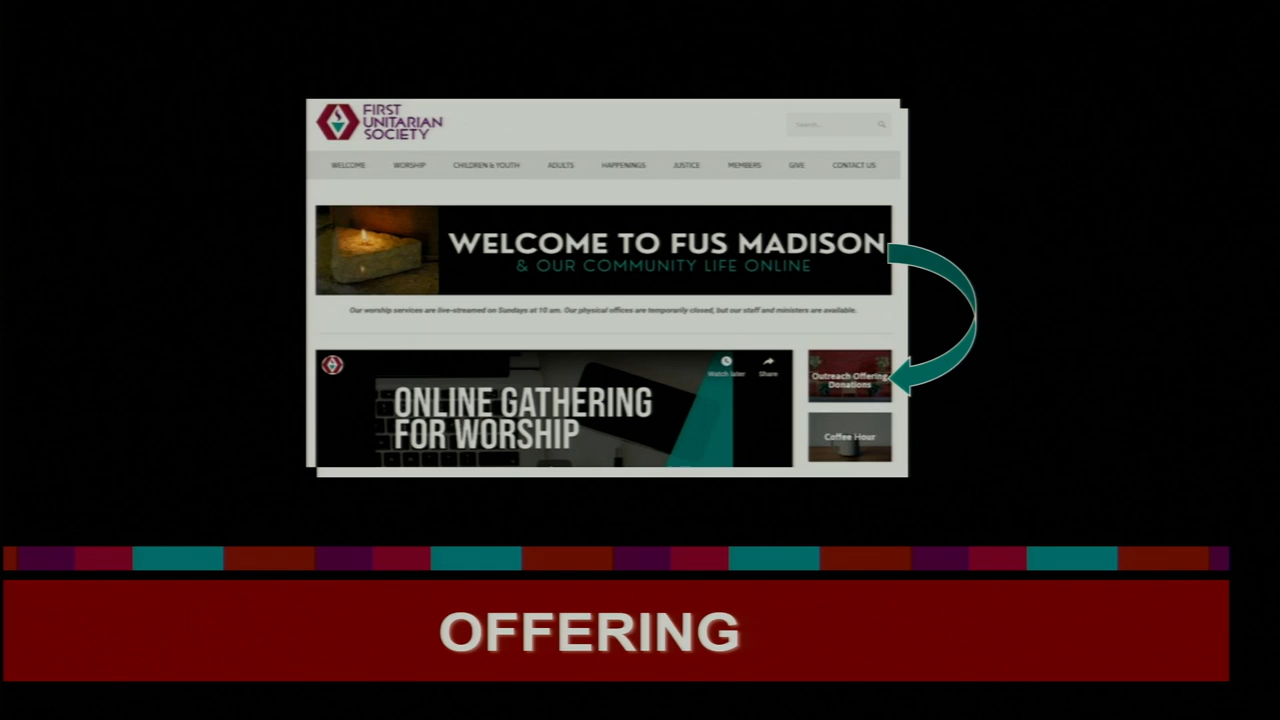 FIRST
UNITARIAN
SOCIETY
Search...
WELCOME WORSHIP CHILDREN & YOUTH ADULTS HAPPENINGS JUSTICE MEMBERS GIVE CONTACT US
WELCOME TO FUS MADISON
& OUR COMMUNITY LIFE ONLINE
Our worship services are live-streamed on Sundays at 10 am. Our physical offices are temporarily closed, but our staff and ministers are available.
Watch later Share
ONLINE GATHERING
FOR WORSHIP
Outreach Offering
Donations
Coffee Hour
OFFERING